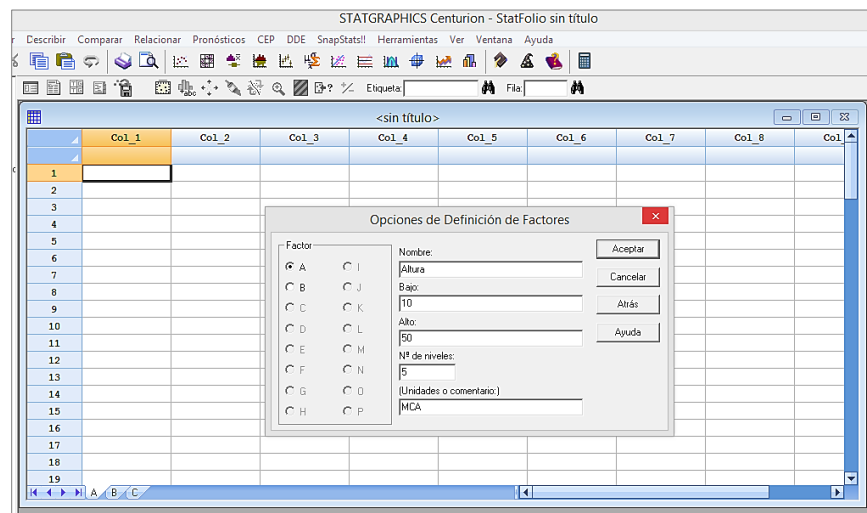 STATGRAPHICS Centurion - StatFolio sin título
r Describir Comparar Relacionar Pronósticos CEP DDE SnapStats!! Herramientas Ver Ventana Ayuda
Etiqueta: Fila:
<sin título>
Col_1 Col_2 Col_3 Col_4 Col_5 Col_6 Col_7 Col_8 Col_
1
2
3
4
5
6
7
8
9
10
11
12
13
14
15
16
17
18
19
Opciones de Definición de Factores
Factor
A I
B J
C K
D L
E M
F N
G O
H P
Nombre:
Altura
Bajo:
10
Alto:
50
Nº de niveles:
5
(Unidades o comentario:)
MCA
Aceptar
Cancelar
Atrás
Ayuda
A B C